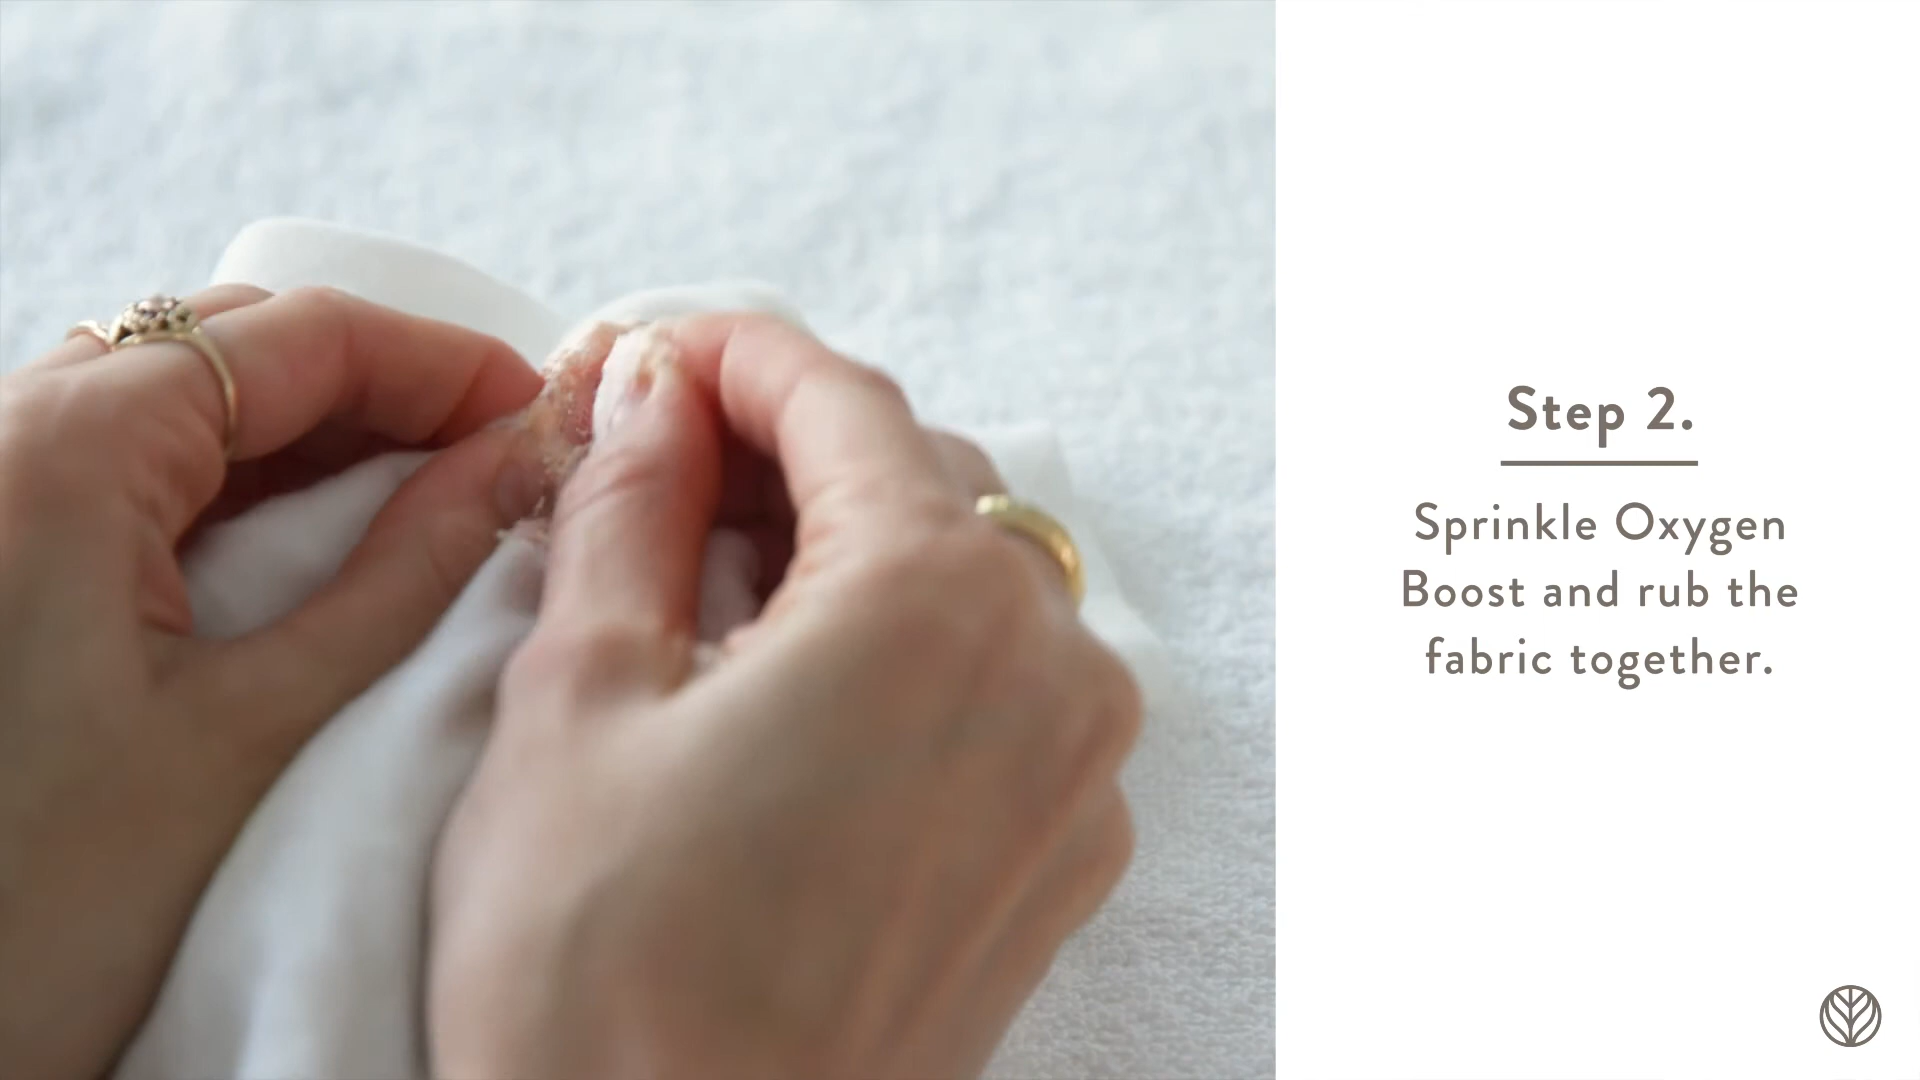 Step 2.
Sprinkle Oxygen
Boost and rub the
fabric together.